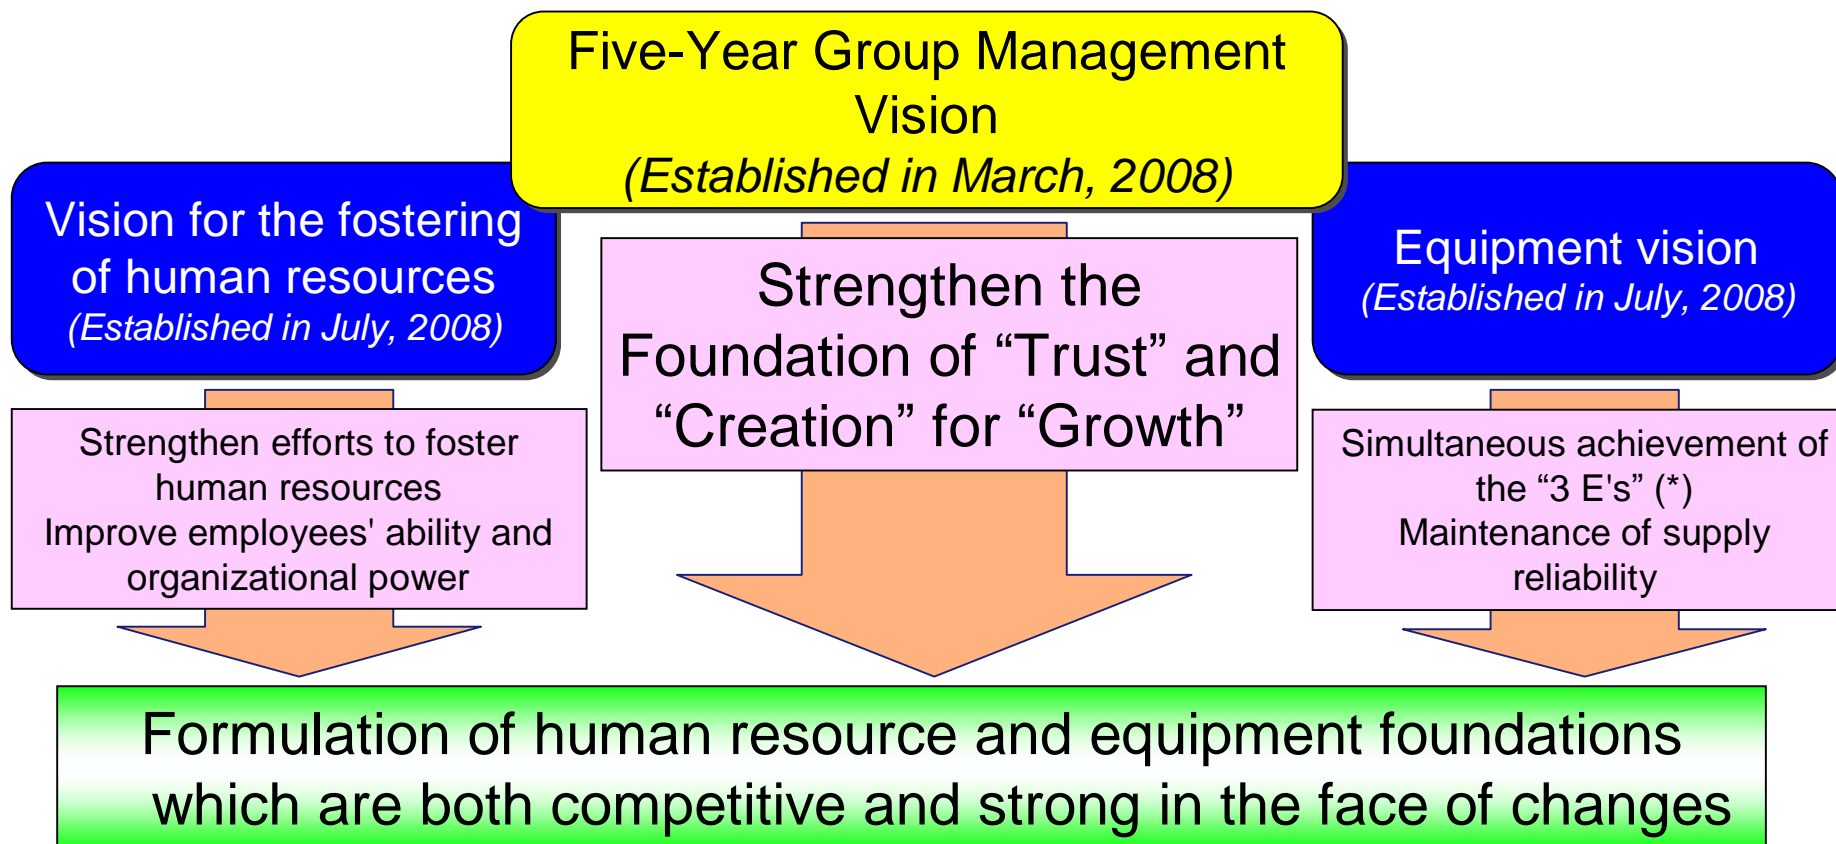 Five-Year Group Management
Vision
(Established in March, 2008)
Vision for the fostering
of human resources
(Established in July, 2008)
Equipment vision
(Established in July, 2008)
Strengthen the
Foundation of “Trust” and
“Creation” for “Growth”
Strengthen efforts to foster
human resources
Improve employees' ability and
organizational power
Simultaneous achievement of
the “3 E's” (*)
Maintenance of supply
reliability
Formulation of human resource and equipment foundations
which are both competitive and strong in the face of changes